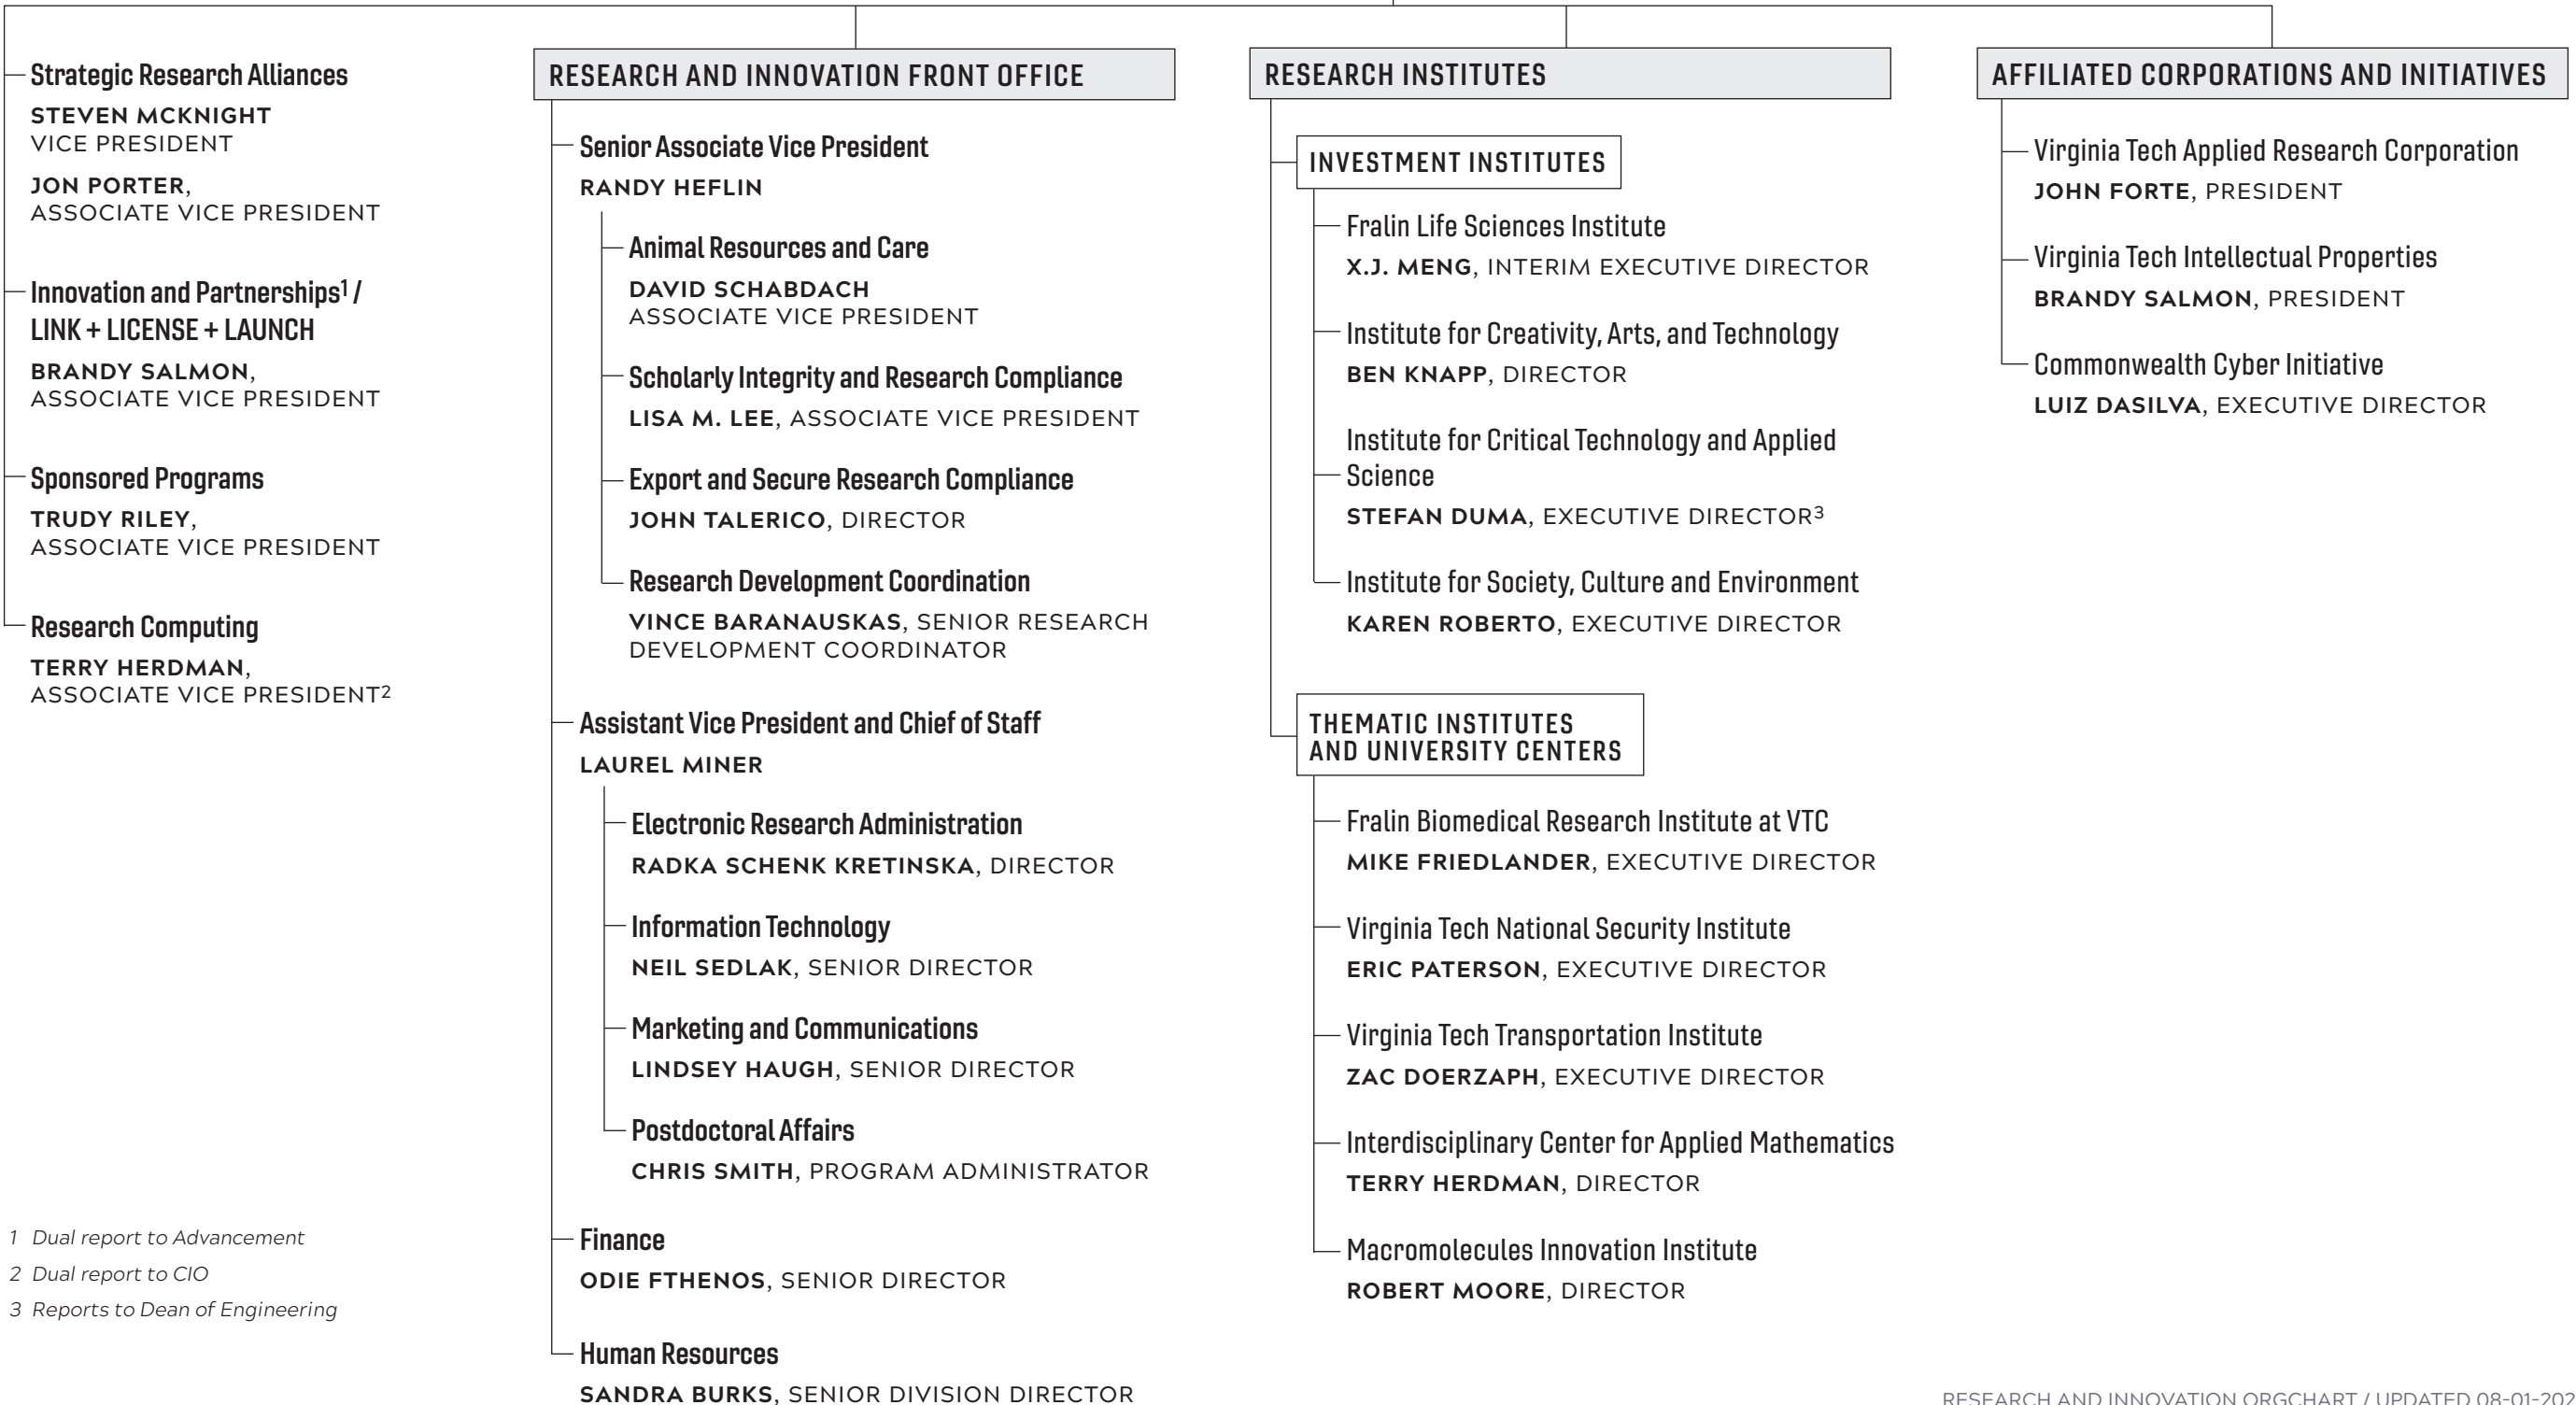 Strategic Research Alliances
STEVEN MCKNIGHT
VICE PRESIDENT
JON PORTER,
ASSOCIATE VICE PRESIDENT
Innovation and Partnerships1 /
LINK + LICENSE + LAUNCH
BRANDY SALMON,
ASSOCIATE VICE PRESIDENT
Sponsored Programs
TRUDY RILEY,
ASSOCIATE VICE PRESIDENT
Research Computing
TERRY HERDMAN,
ASSOCIATE VICE PRESIDENT2
RESEARCH AND INNOVATION FRONT OFFICE
Senior Associate Vice President
RANDY HEFLIN
Animal Resources and Care
DAVID SCHABDACH
ASSOCIATE VICE PRESIDENT
Scholarly Integrity and Research Compliance
LISA M. LEE, ASSOCIATE VICE PRESIDENT
Export and Secure Research Compliance
JOHN TALERICO, DIRECTOR
Research Development Coordination
VINCE BARANAUSKAS, SENIOR RESEARCH
DEVELOPMENT COORDINATOR
Assistant Vice President and Chief of Staff
LAUREL MINER
Electronic Research Administration
RADKA SCHENK KRETINSKA, DIRECTOR
Information Technology
NEIL SEDLAK, SENIOR DIRECTOR
Marketing and Communications
LINDSEY HAUGH, SENIOR DIRECTOR
Postdoctoral Affairs
CHRIS SMITH, PROGRAM ADMINISTRATOR
Finance
ODIE FTHENOS, SENIOR DIRECTOR
Human Resources
SANDRA BURKS, SENIOR DIVISION DIRECTOR
RESEARCH INSTITUTES
INVESTMENT INSTITUTES
Fralin Life Sciences Institute
X.J. MENG, INTERIM EXECUTIVE DIRECTOR
Institute for Creativity, Arts, and Technology
BEN KNAPP, DIRECTOR
Institute for Critical Technology and Applied
Science
STEFAN DUMA, EXECUTIVE DIRECTOR3
Institute for Society, Culture and Environment
KAREN ROBERTO, EXECUTIVE DIRECTOR
THEMATIC INSTITUTES
AND UNIVERSITY CENTERS
Fralin Biomedical Research Institute at VTC
MIKE FRIEDLANDER, EXECUTIVE DIRECTOR
Virginia Tech National Security Institute
ERIC PATERSON, EXECUTIVE DIRECTOR
Virginia Tech Transportation Institute
ZAC DOERZAPH, EXECUTIVE DIRECTOR
Interdisciplinary Center for Applied Mathematics
TERRY HERDMAN, DIRECTOR
Macromolecules Innovation Institute
ROBERT MOORE, DIRECTOR
AFFILIATED CORPORATIONS AND INITIATIVES
Virginia Tech Applied Research Corporation
JOHN FORTE, PRESIDENT
Virginia Tech Intellectual Properties
BRANDY SALMON, PRESIDENT
Commonwealth Cyber Initiative
LUIZ DASILVA, EXECUTIVE DIRECTOR
1 Dual report to Advancement
2 Dual report to CIO
3 Reports to Dean of Engineering
RESEARCH AND INNOVATION ORGCHART / UPDATED 08-01-202